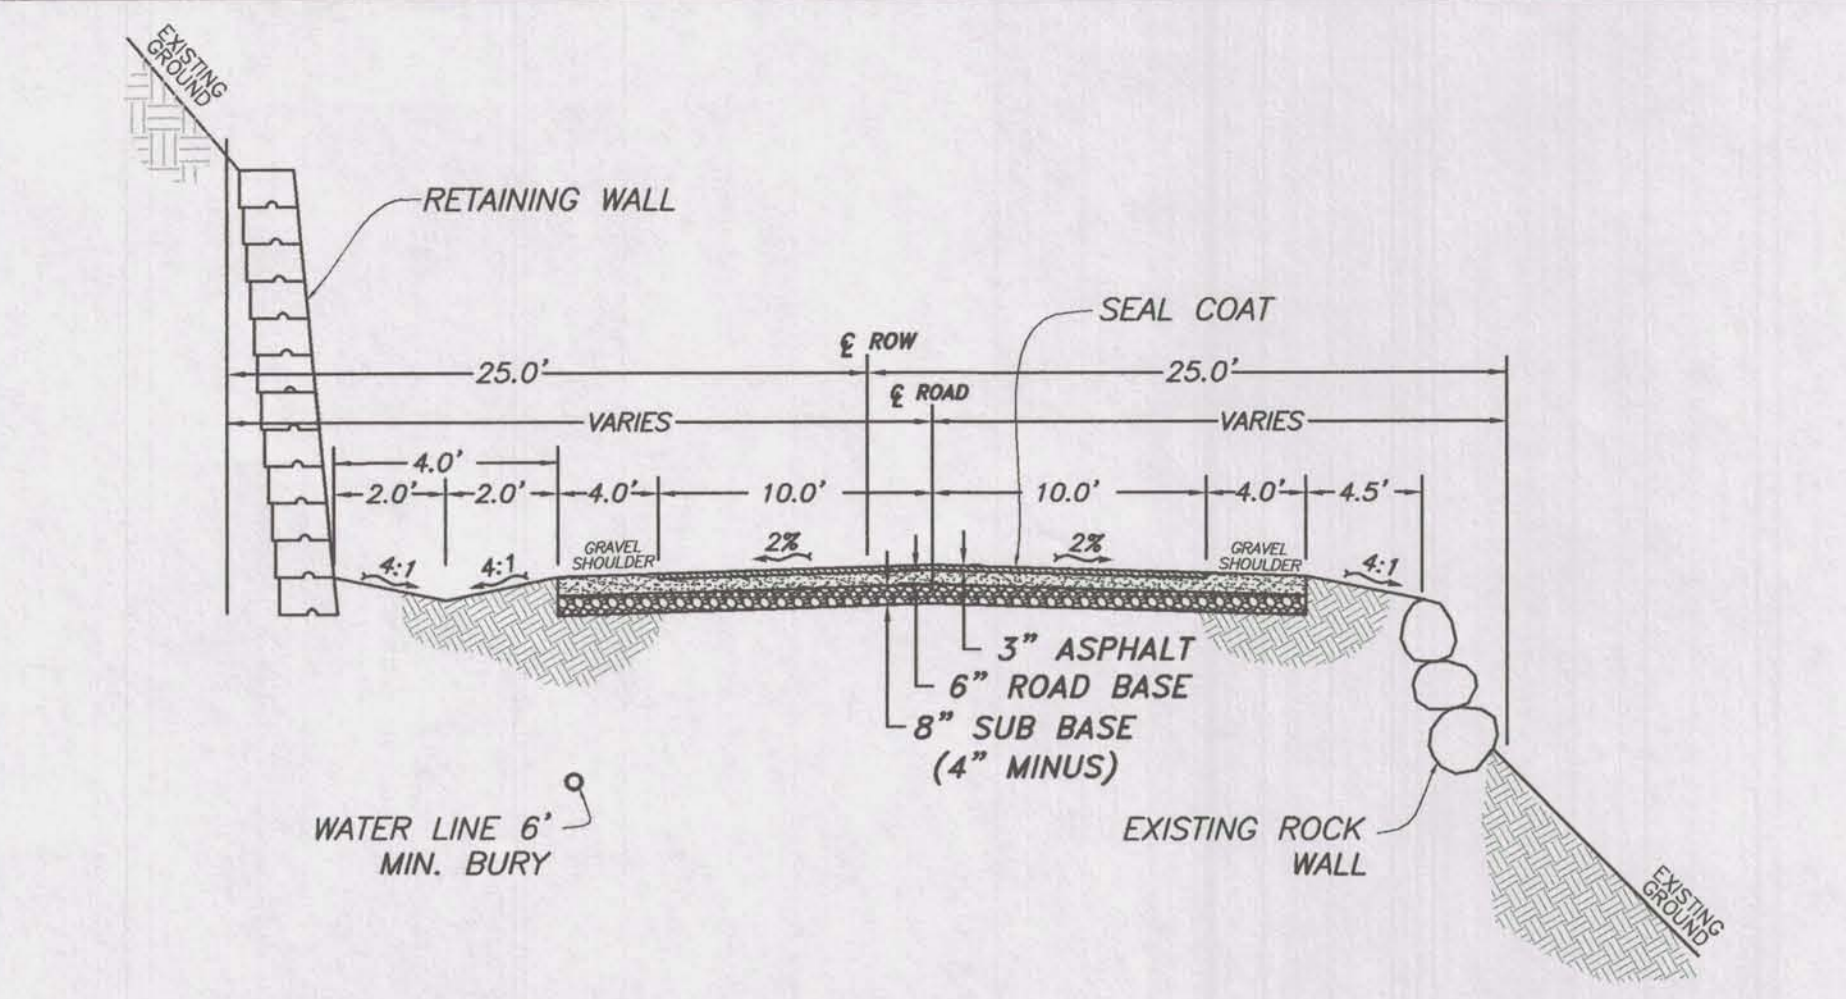 EXISTING
GROUND
RETAINING WALL
SEAL COAT
℄ ROW
25.0'
25.0'
℄ ROAD
VARIES
VARIES
4.0'
2.0'
2.0'
4.0'
10.0'
10.0'
4.0'
4.5'
GRAVEL
SHOULDER
2%
2%
GRAVEL
SHOULDER
4:1
4:1
4:1
3" ASPHALT
6" ROAD BASE
8" SUB BASE
(4" MINUS)
WATER LINE 6'
MIN. BURY
EXISTING ROCK
WALL
EXISTING
GROUND